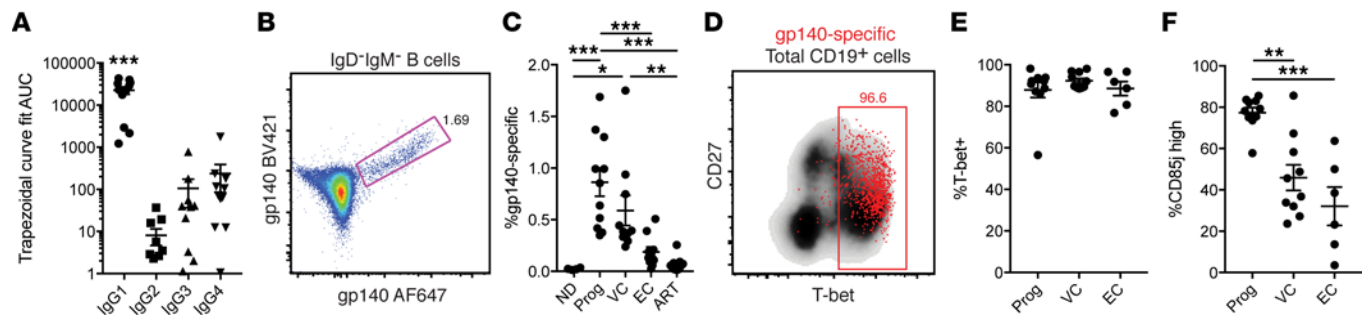 A
Trapezoidal curve fit AUC
100000
10000
1000
100
10
1
***
IgG1
IgG2
IgG3
IgG4
B
IgD-IgM- B cells
gp140 BV421
1.69
gp140 AF647
C
%gp140-specific
2.0
1.5
1.0
0.5
0.0
***
***
***
*
**
ND
Prog
VC
EC
ART
D
gp140-specific
Total CD19+ cells
96.6
CD27
T-bet
E
%T-bet+
100
80
60
40
20
0
Prog
VC
EC
F
%CD85j high
100
80
60
40
20
0
**
***
Prog
VC
EC